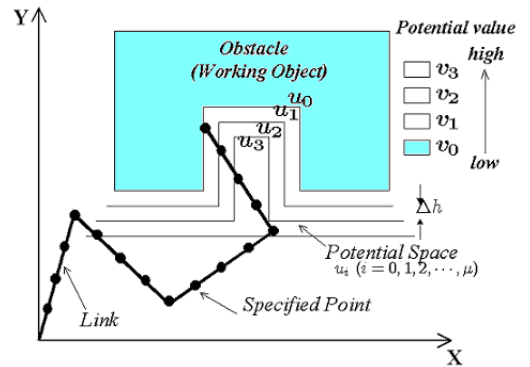 Y
Potential value
Obstacle
(Working Object)
high
v₃
v₂
v₁
v₀
low
u₀
u₁
u₂
u₃
Δh
Potential Space
uᵢ (i = 0, 1, 2, ⋯, μ)
Specified Point
Link
X